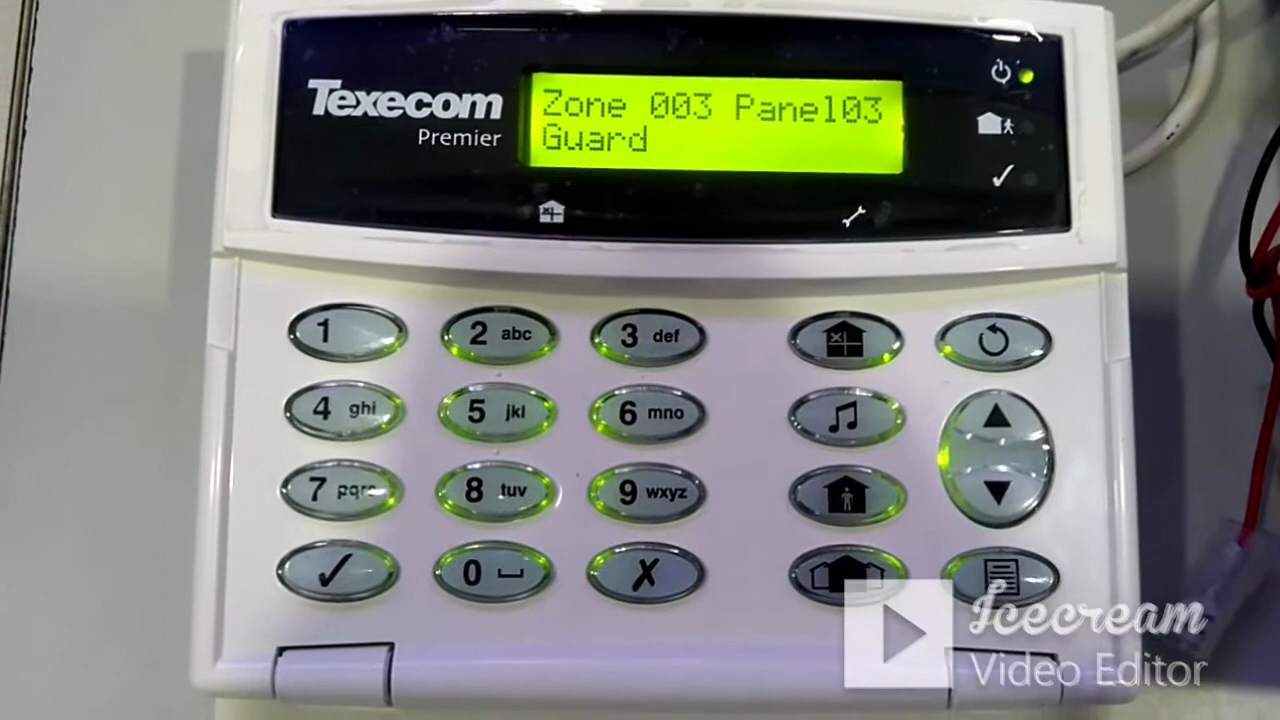 Texecom
Premier
Zone 003 Panel03
Guard
1
2 abc
3 def
4 ghi
5 jkl
6 mno
7 pqrs
8 tuv
9 wxyz
0
Icecream
Video Editor